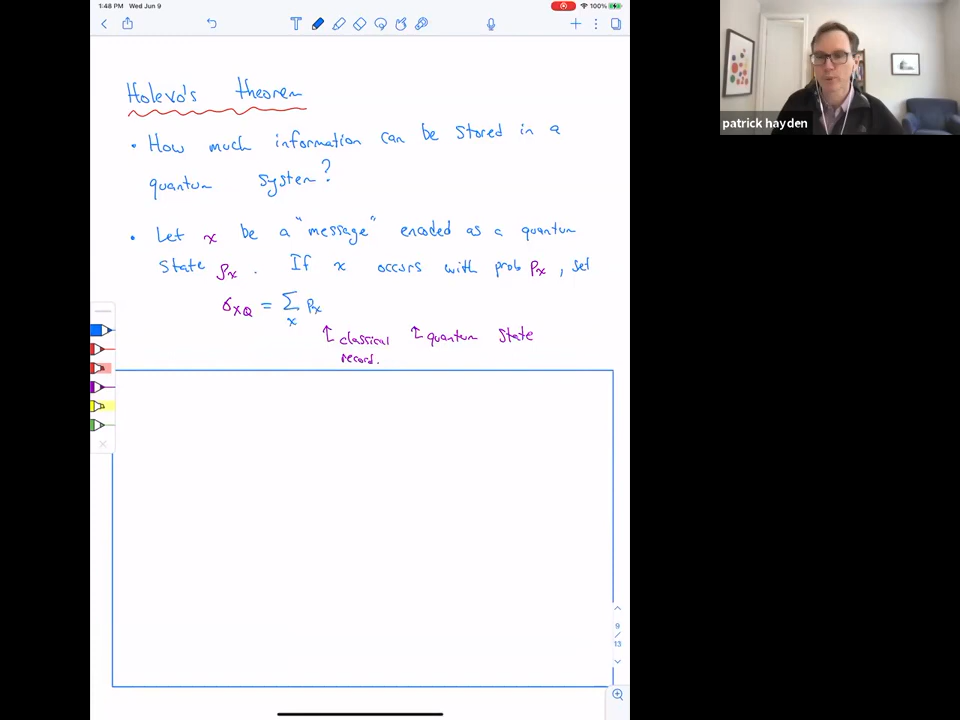 1:48 PM Wed Jun 9
100%
T
patrick hayden
Holevo's theorem
• How much information can be stored in a
quantum system?
• Let x be a "message" encoded as a quantum
state ρx . If x occurs with prob px , set
σXQ = Σx px
↑ classical ↑ quantum state
record.
9
/
13